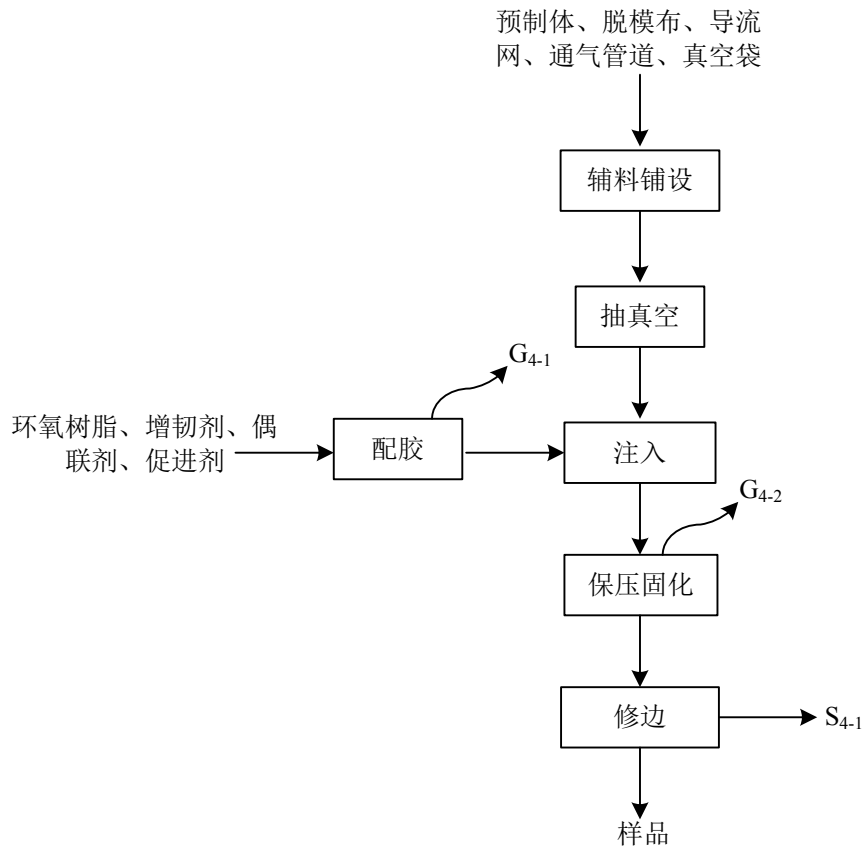 预制体、脱模布、导流
网、通气管道、真空袋
辅料铺设
抽真空
G4-1
环氧树脂、增韧剂、偶
联剂、促进剂
配胶
注入
G4-2
保压固化
修边
S4-1
样品